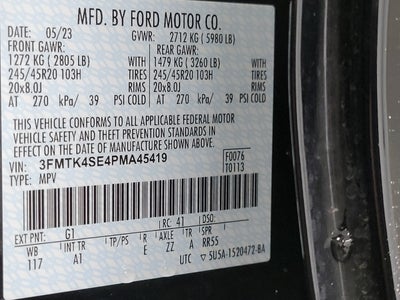 MFD. BY FORD MOTOR CO.
05/23 GVWR: 2712 KG ( 5980 LB)
FRONT GAWR: REAR GAWR:
1272 KG ( 2805 LB) WITH 1479 KG ( 3260 LB) WITH
245/45R20 103H TIRES 245/45R20 103H TIRES
20x8.0J RIMS 20x8.0J RIMS
AT 270 kPa/ 39 PSI COLD AT 270 kPa/ 39 PSI COLD
THIS VEHICLE CONFORMS TO ALL APPLICABLE FEDERAL MOTOR
VEHICLE SAFETY AND THEFT PREVENTION STANDARDS IN
EFFECT ON THE DATE OF MANUFACTURE SHOWN ABOVE.
VIN: 3FMTK4SE4PMA45419 F0076
TYPE: MPV T0113
EXT PNT: G1 RC: 41 DSO:
WB INT TR TP/PS R AXLE TR SPR
117 A1 E ZZ A RR55
UTC ▽ 5U5A-1520472-BA